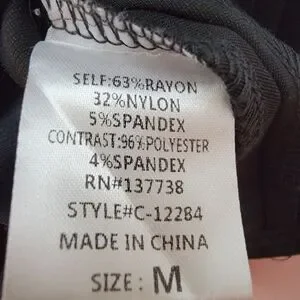 SELF:63%RAYON
32%NYLON
5%SPANDEX
CONTRAST:96%POLYESTER
4%SPANDEX
RN#137738
STYLE#C-12284
MADE IN CHINA
SIZE: M